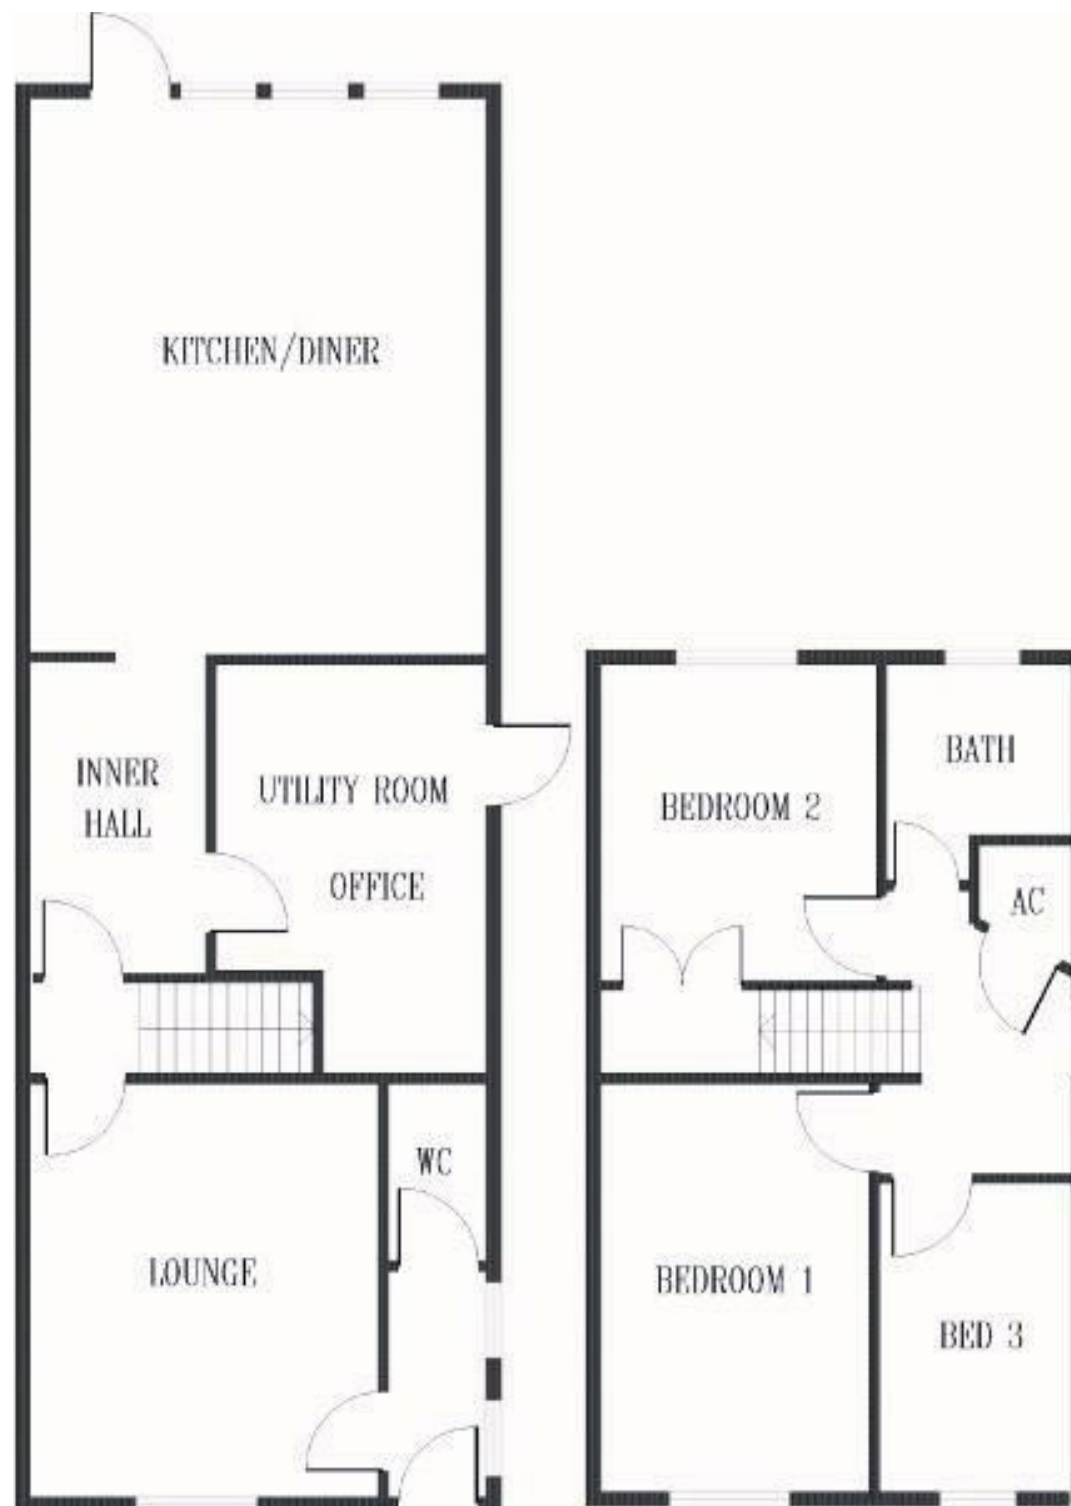 KITCHEN/DINER
INNER
HALL
UTILITY ROOM
OFFICE
WC
LOUNGE
BEDROOM 2
BATH
AC
BEDROOM 1
BED 3